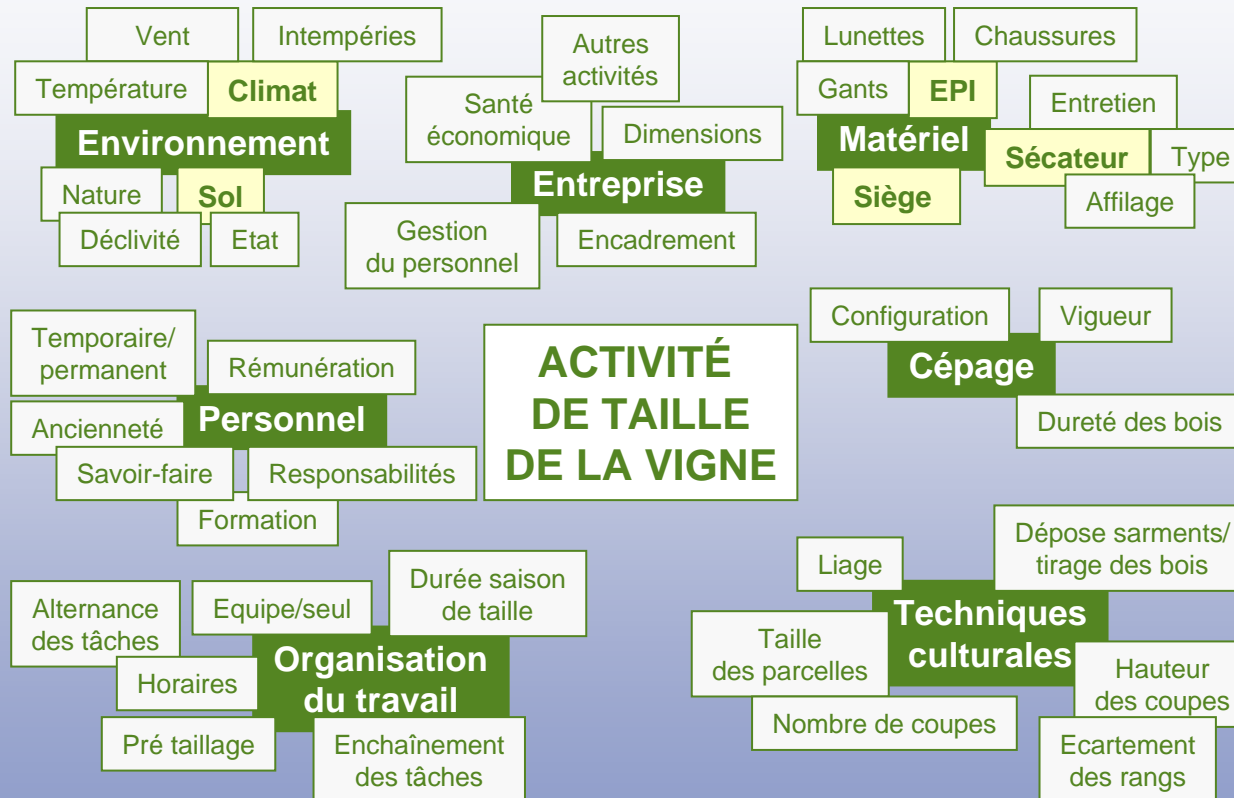 Vent
Intempéries
Température
Climat
Environnement
Nature
Sol
Déclivité
Etat
Autres
activités
Santé
économique
Dimensions
Entreprise
Gestion
du personnel
Encadrement
Lunettes
Chaussures
Gants
EPI
Entretien
Matériel
Sécateur
Type
Siège
Affilage
Temporaire/
permanent
Rémunération
Ancienneté
Personnel
Savoir-faire
Responsabilités
Formation
ACTIVITÉ
DE TAILLE
DE LA VIGNE
Configuration
Vigueur
Cépage
Dureté des bois
Alternance
des tâches
Equipe/seul
Durée saison
de taille
Organisation
du travail
Horaires
Pré taillage
Enchaînement
des tâches
Liage
Dépose sarments/
tirage des bois
Techniques
culturales
Taille
des parcelles
Hauteur
des coupes
Nombre de coupes
Ecartement
des rangs